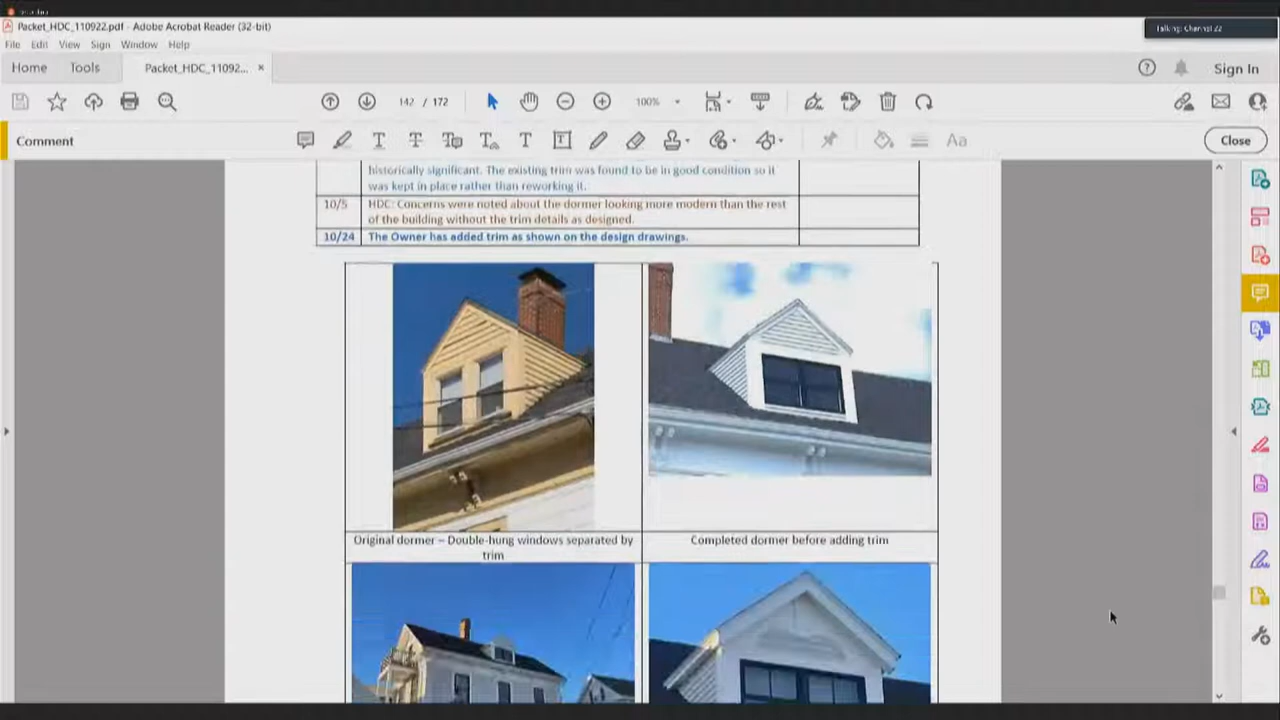 Packet_HDC_110922.pdf - Adobe Acrobat Reader (32-bit)
Talking: Channel 22
File Edit View Sign Window Help
Home Tools Packet_HDC_11092... × Sign In
142 / 172 100%
Comment Close
historically significant. The existing trim was found to be in good condition so it
was kept in place rather than reworking it.
10/5 HDC: Concerns were noted about the dormer looking more modern than the rest
of the building without the trim details as designed.
10/24 The Owner has added trim as shown on the design drawings.
Original dormer – Double-hung windows separated by
trim
Completed dormer before adding trim